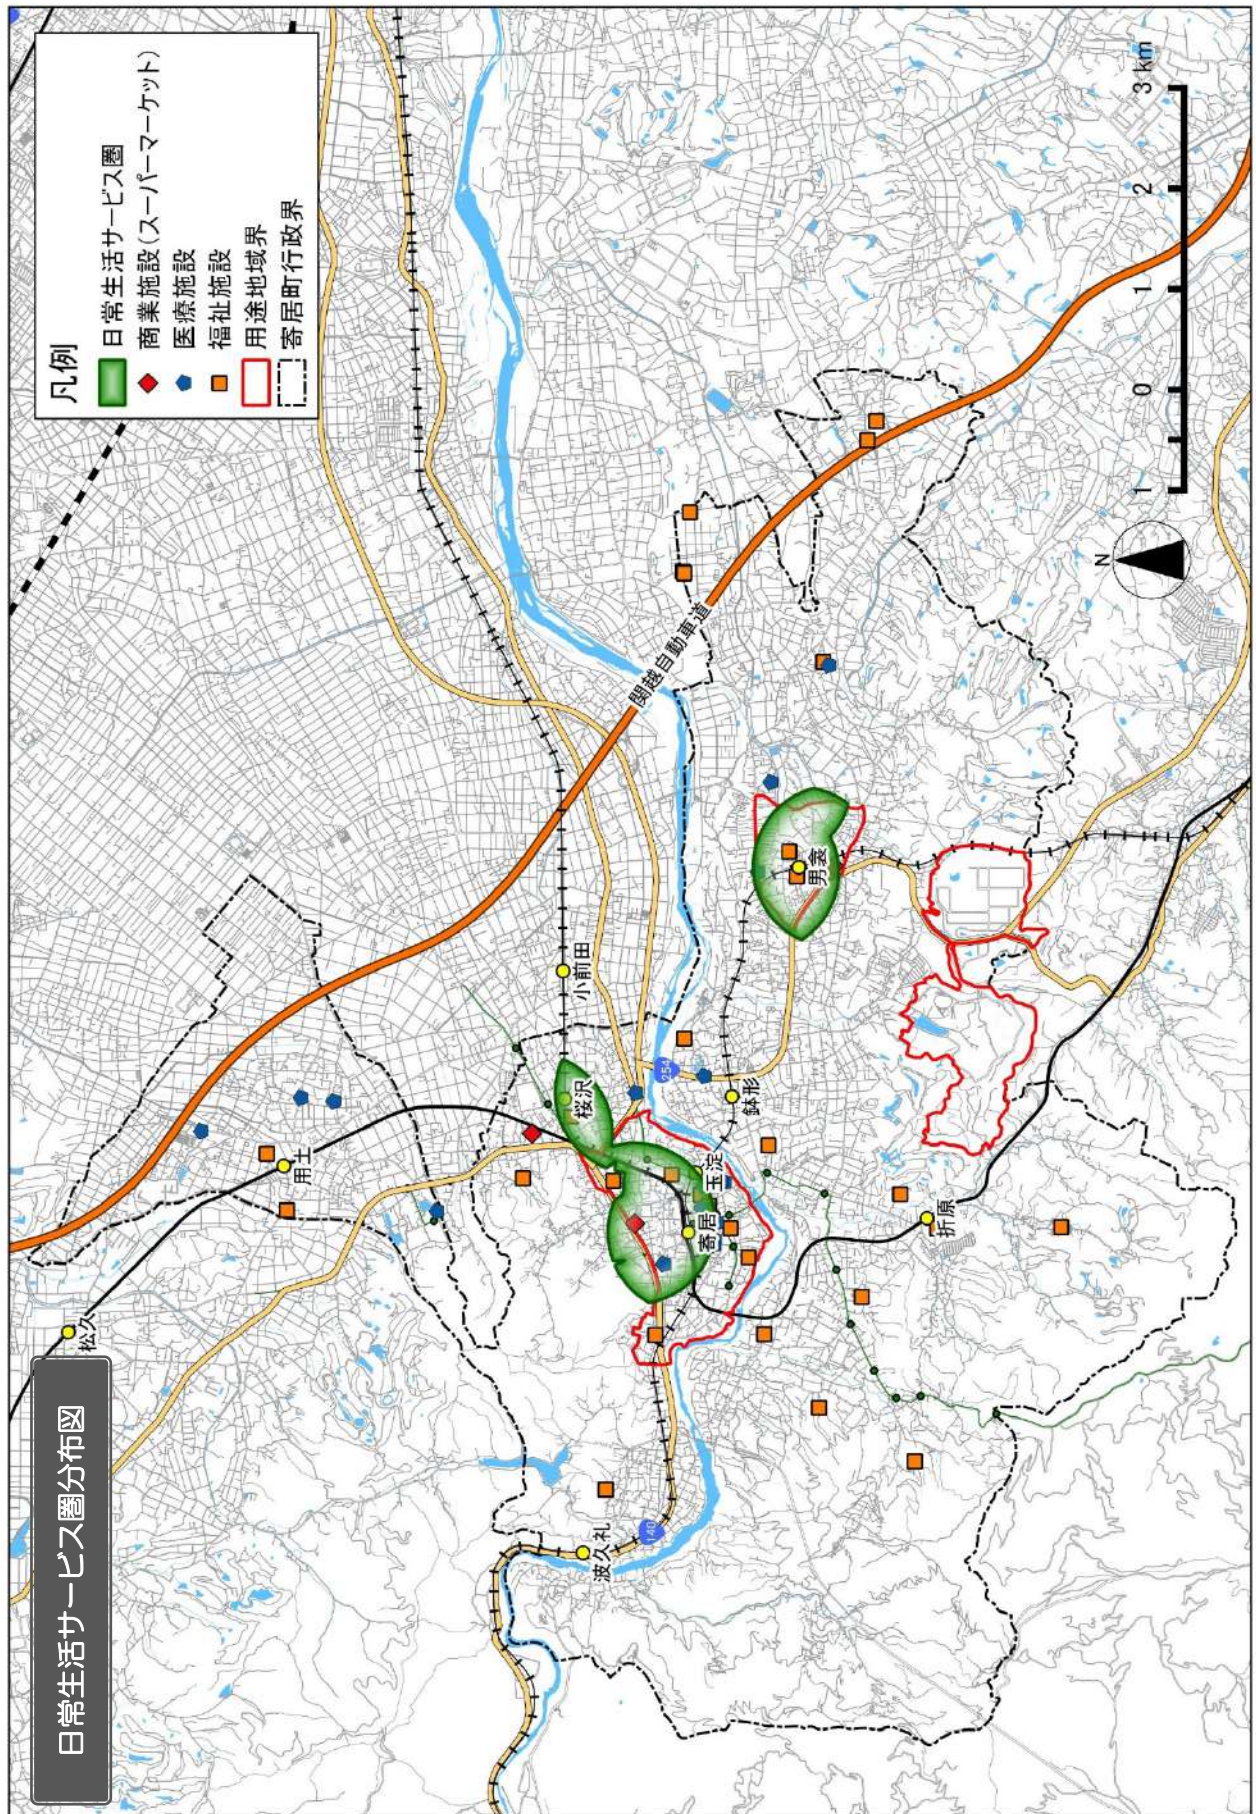 日常生活サービス圏分布図
凡例
日常生活サービス圏
商業施設(スーパーマーケット)
医療施設
福祉施設
用途地域界
寄居町行政界
松久
用土
小前田
桜沢
関越自動車道
波久礼
140
寄居
玉淀
254
鉢形
男衾
折原
N
1
0
1
2
3 km